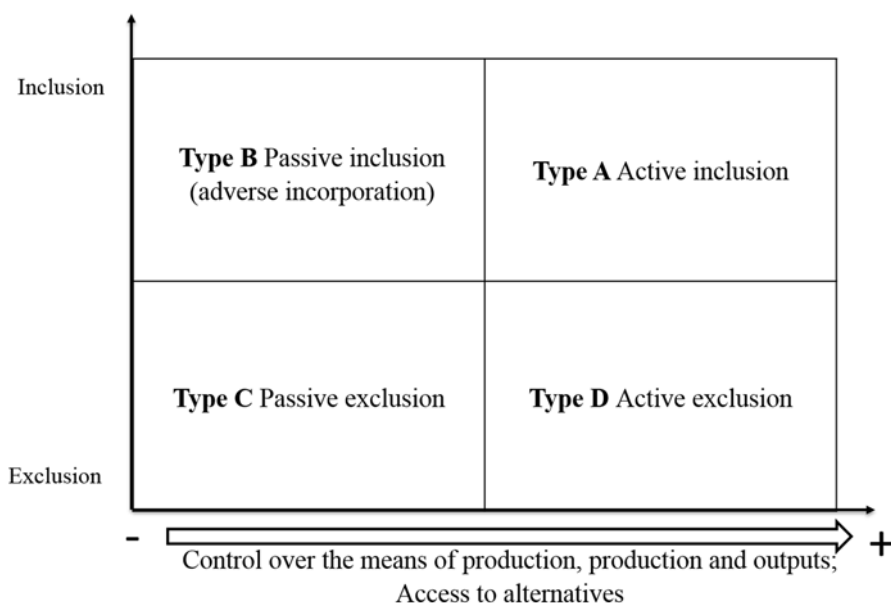 Inclusion
Type B Passive inclusion
(adverse incorporation)
Type A Active inclusion
Type C Passive exclusion
Type D Active exclusion
Exclusion
-
+
Control over the means of production, production and outputs;
Access to alternatives